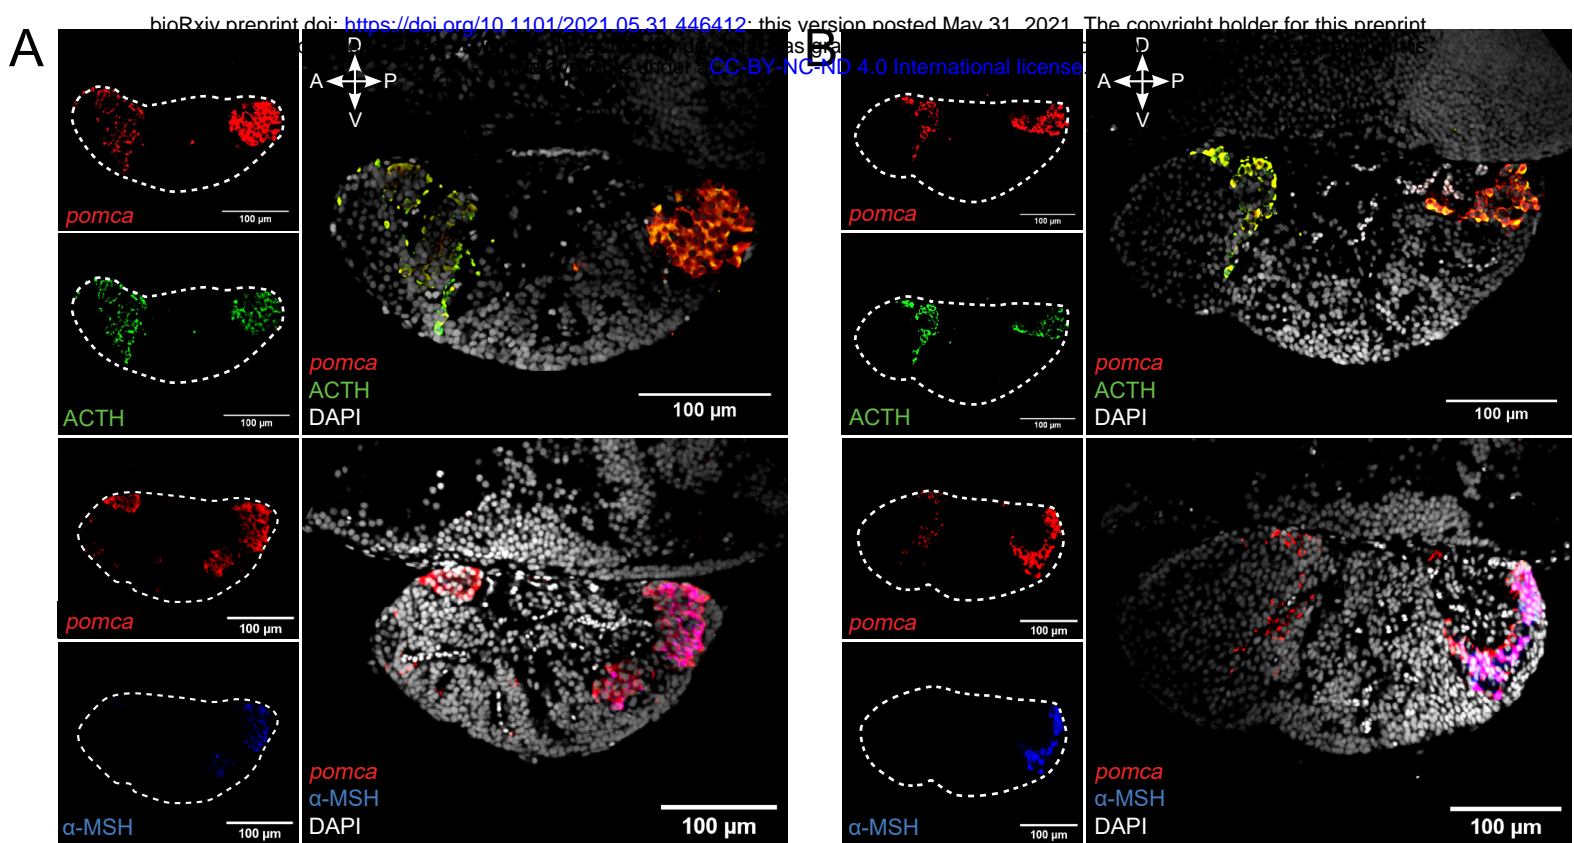 bioRxiv preprint doi: https://doi.org/10.1101/2021.05.31.446412; this version posted May 31, 2021. The copyright holder for this preprint
CC-BY-NC-ND 4.0 International license.
A
pomca
100 µm
ACTH
100 µm
D
A P
V
pomca
ACTH
DAPI
100 µm
pomca
100 µm
α-MSH
100 µm
pomca
α-MSH
DAPI
100 µm
B
pomca
100 µm
ACTH
100 µm
D
A P
V
pomca
ACTH
DAPI
100 µm
pomca
100 µm
α-MSH
100 µm
pomca
α-MSH
DAPI
100 µm